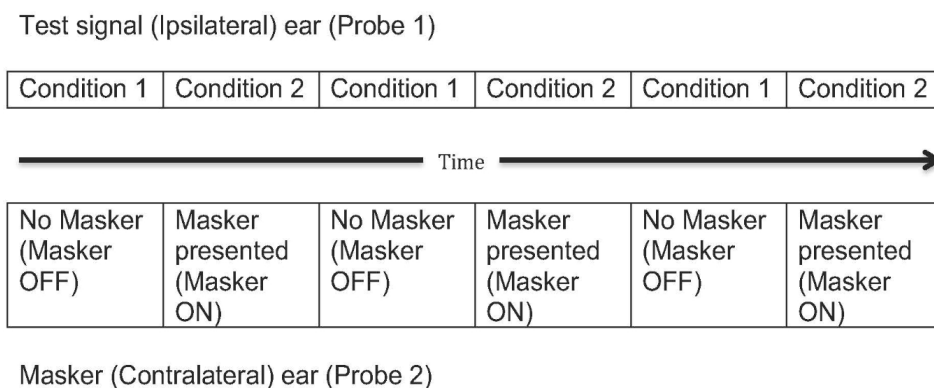 Test signal (Ipsilateral) ear (Probe 1)
Condition 1 Condition 2 Condition 1 Condition 2 Condition 1 Condition 2
Time
No Masker Masker No Masker Masker No Masker Masker
(Masker presented (Masker presented (Masker presented
OFF) (Masker OFF) (Masker OFF) (Masker
ON) ON) ON)
Masker (Contralateral) ear (Probe 2)